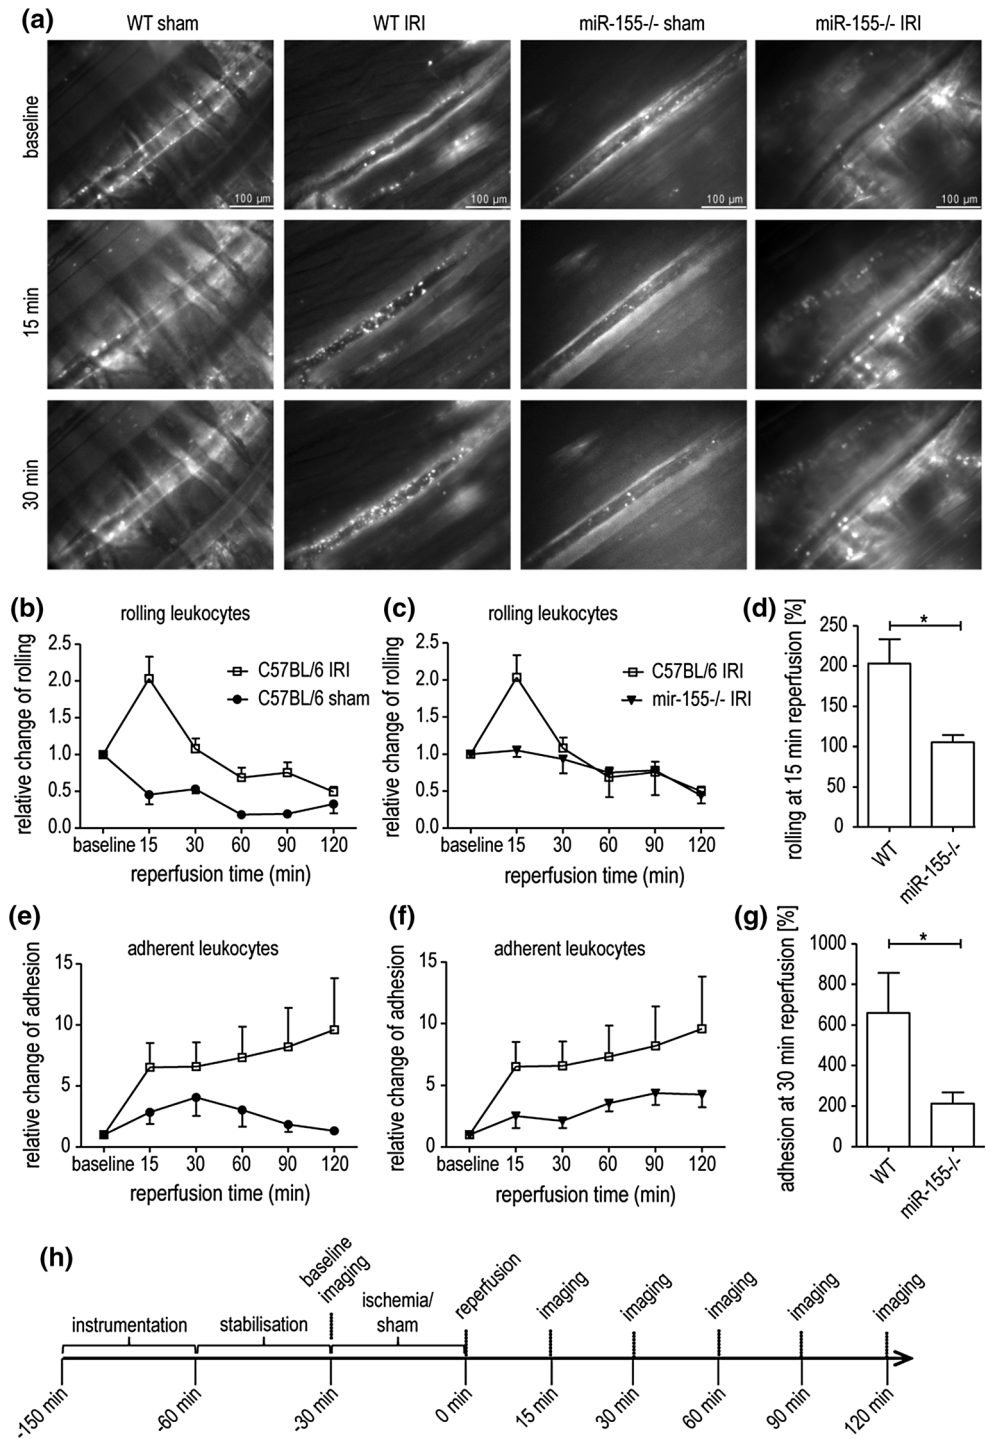 (a)
WT sham
WT IRI
miR-155-/- sham
miR-155-/- IRI
baseline
100 µm
100 µm
100 µm
100 µm
15 min
30 min
(b)
rolling leukocytes
relative change of rolling
2.5
2.0
1.5
1.0
0.5
0.0
C57BL/6 IRI
C57BL/6 sham
baseline 15 30 60 90 120
reperfusion time (min)
(c)
rolling leukocytes
relative change of rolling
2.5
2.0
1.5
1.0
0.5
0.0
C57BL/6 IRI
mir-155-/- IRI
baseline 15 30 60 90 120
reperfusion time (min)
(d)
rolling at 15 min reperfusion [%]
250
200
150
100
50
0
*
WT
miR-155-/-
(e)
adherent leukocytes
relative change of adhesion
15
10
5
0
baseline 15 30 60 90 120
reperfusion time (min)
(f)
adherent leukocytes
relative change of adhesion
15
10
5
0
baseline 15 30 60 90 120
reperfusion time (min)
(g)
adhesion at 30 min reperfusion [%]
1000
800
600
400
200
0
*
WT
miR-155-/-
(h)
instrumentation
stabilisation
baseline
imaging
ischemia/
sham
reperfusion
imaging
imaging
imaging
imaging
imaging
-150 min
-60 min
-30 min
0 min
15 min
30 min
60 min
90 min
120 min